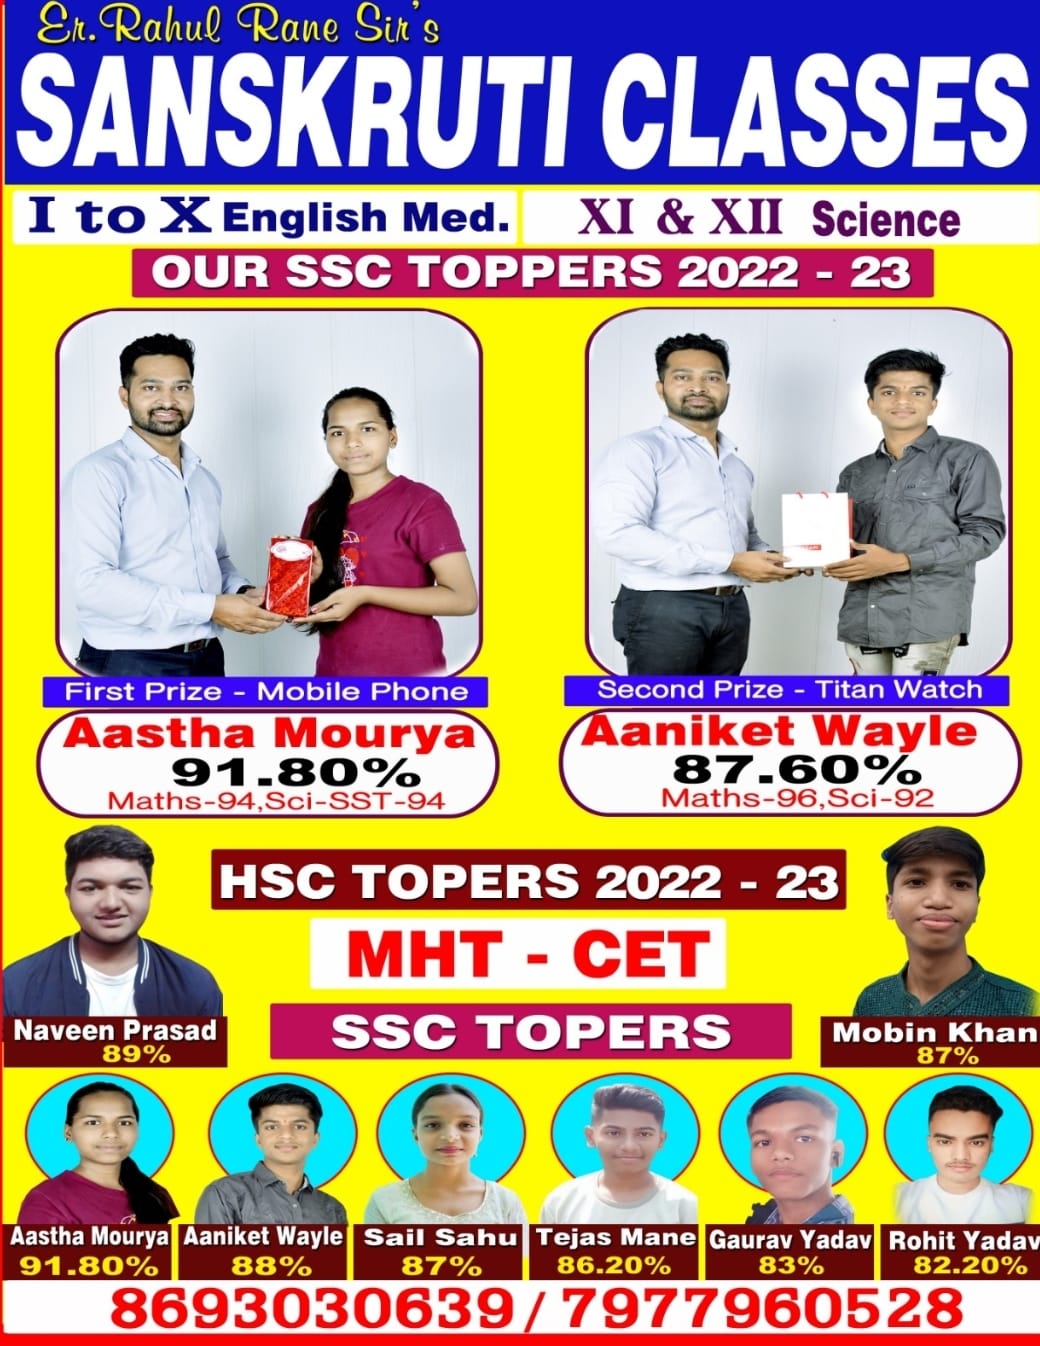 Er.Rahul Rane Sir's
SANSKRUTI CLASSES
I to X English Med.
XI & XII Science
OUR SSC TOPPERS 2022 - 23
First Prize - Mobile Phone
Aastha Mourya
91.80%
Maths-94,Sci-SST-94
Second Prize - Titan Watch
Aaniket Wayle
87.60%
Maths-96,Sci-92
HSC TOPERS 2022 - 23
MHT - CET
Naveen Prasad
89%
Mobin Khan
87%
SSC TOPERS
Aastha Mourya
91.80%
Aaniket Wayle
88%
Sail Sahu
87%
Tejas Mane
86.20%
Gaurav Yadav
83%
Rohit Yadav
82.20%
8693030639 / 7977960528